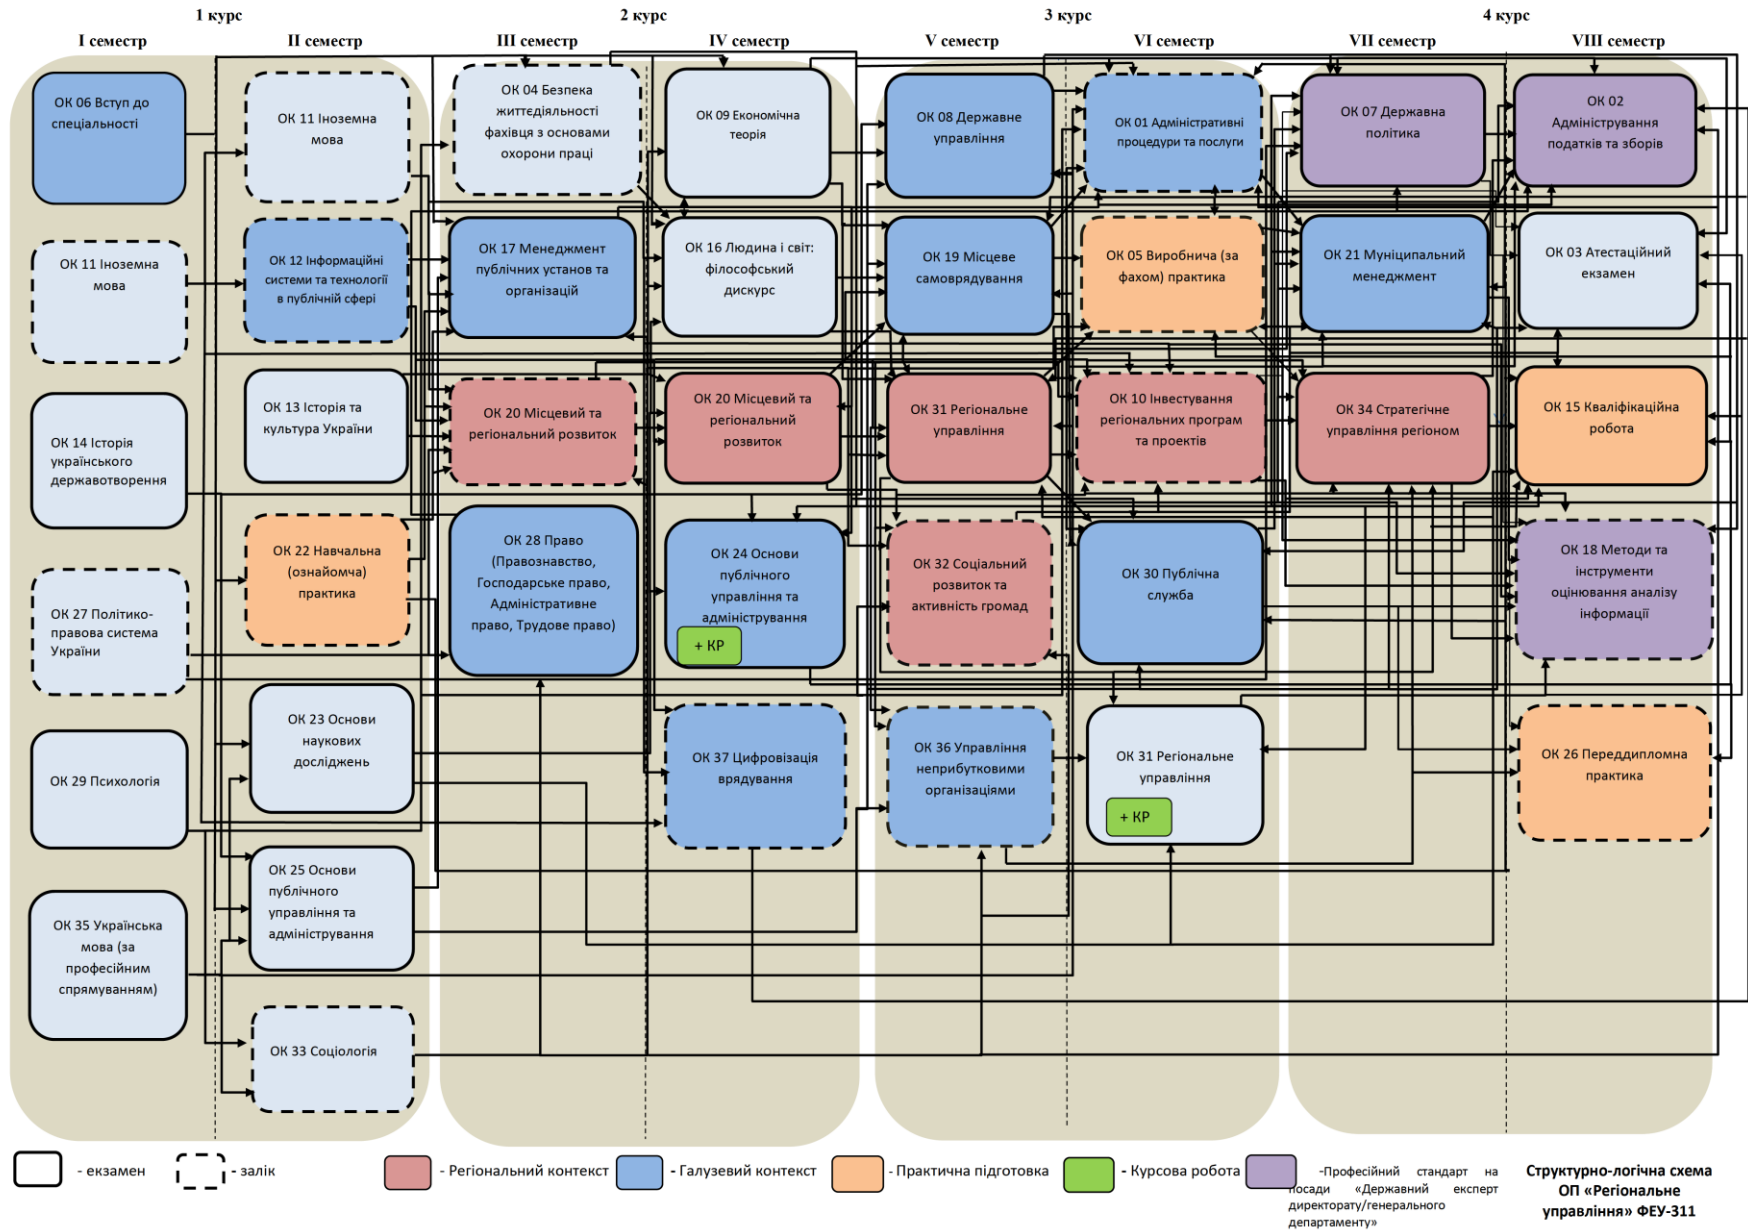 1 курс
2 курс
3 курс
4 курс
I семестр
II семестр
III семестр
IV семестр
V семестр
VI семестр
VII семестр
VIII семестр
ОК 06 Вступ до
спеціальності
ОК 11 Іноземна
мова
ОК 14 Історія
українського
державотворення
ОК 27 Політико-
правова система
України
ОК 29 Психологія
ОК 35 Українська
мова (за
професійним
спрямуванням)
ОК 11 Іноземна
мова
ОК 12 Інформаційні
системи та технології
в публічній сфері
ОК 13 Історія та
культура України
ОК 22 Навчальна
(ознайомча)
практика
ОК 23 Основи
наукових
досліджень
ОК 25 Основи
публічного
управління та
адміністрування
ОК 33 Соціологія
ОК 04 Безпека
життєдіяльності
фахівця з основами
охорони праці
ОК 17 Менеджмент
публічних установ та
організацій
ОК 20 Місцевий та
регіональний розвиток
ОК 28 Право
(Правознавство,
Господарське право,
Адміністративне
право, Трудове право)
ОК 09 Економічна
теорія
ОК 16 Людина і світ:
філософський
дискурс
ОК 20 Місцевий та
регіональний
розвиток
ОК 24 Основи
публічного
управління та
адміністрування
+ КР
ОК 37 Цифровізація
врядування
ОК 08 Державне
управління
ОК 19 Місцеве
самоврядування
ОК 31 Регіональне
управління
ОК 32 Соціальний
розвиток та
активність громад
ОК 36 Управління
неприбутковими
організаціями
ОК 01 Адміністративні
процедури та послуги
ОК 05 Виробнича (за
фахом) практика
ОК 10 Інвестування
регіональних програм
та проектів
ОК 30 Публічна
служба
ОК 31 Регіональне
управління
+ КР
ОК 07 Державна
політика
ОК 21 Муніципальний
менеджмент
ОК 34 Стратегічне
управління регіоном
ОК 02
Адміністрування
податків та зборів
ОК 03 Атестаційний
екзамен
ОК 15 Кваліфікаційна
робота
ОК 18 Методи та
інструменти
оцінювання аналізу
інформації
ОК 26 Переддипломна
практика
- екзамен
- залік
- Регіональний контекст
- Галузевий контекст
- Практична підготовка
- Курсова робота
-Професійний стандарт на
посади «Державний експерт
директорату/генерального
департаменту»
Структурно-логічна схема
ОП «Регіональне
управління» ФЕУ-311